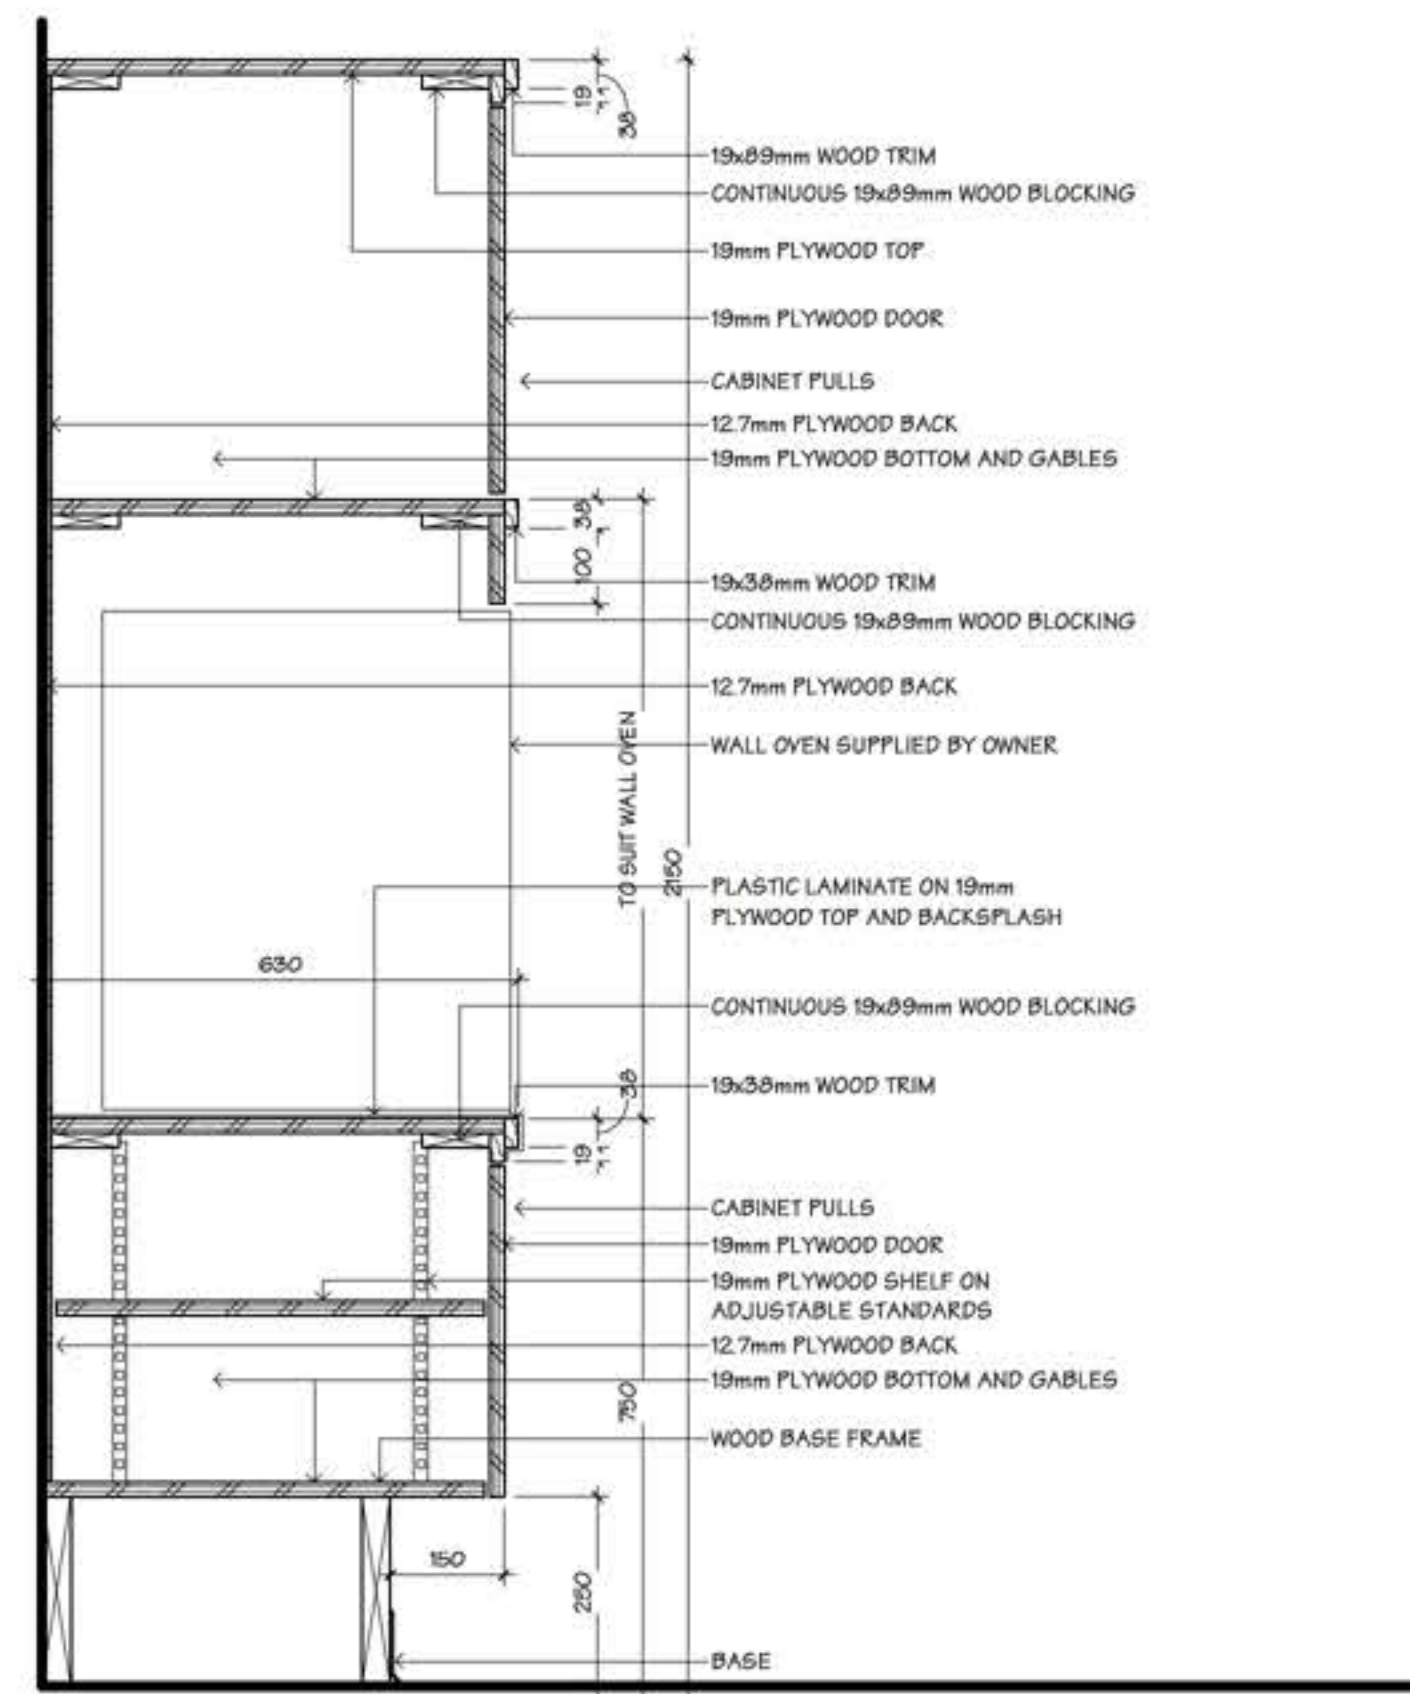 19
11
38
19x89mm WOOD TRIM
CONTINUOUS 19x89mm WOOD BLOCKING
19mm PLYWOOD TOP
19mm PLYWOOD DOOR
CABINET PULLS
12.7mm PLYWOOD BACK
19mm PLYWOOD BOTTOM AND GABLES
38
100
19x38mm WOOD TRIM
CONTINUOUS 19x89mm WOOD BLOCKING
12.7mm PLYWOOD BACK
WALL OVEN SUPPLIED BY OWNER
TO SUIT WALL OVEN
2150
PLASTIC LAMINATE ON 19mm
PLYWOOD TOP AND BACKSPLASH
630
CONTINUOUS 19x89mm WOOD BLOCKING
38
19x38mm WOOD TRIM
19
11
CABINET PULLS
19mm PLYWOOD DOOR
19mm PLYWOOD SHELF ON
ADJUSTABLE STANDARDS
12.7mm PLYWOOD BACK
19mm PLYWOOD BOTTOM AND GABLES
750
WOOD BASE FRAME
150
250
BASE